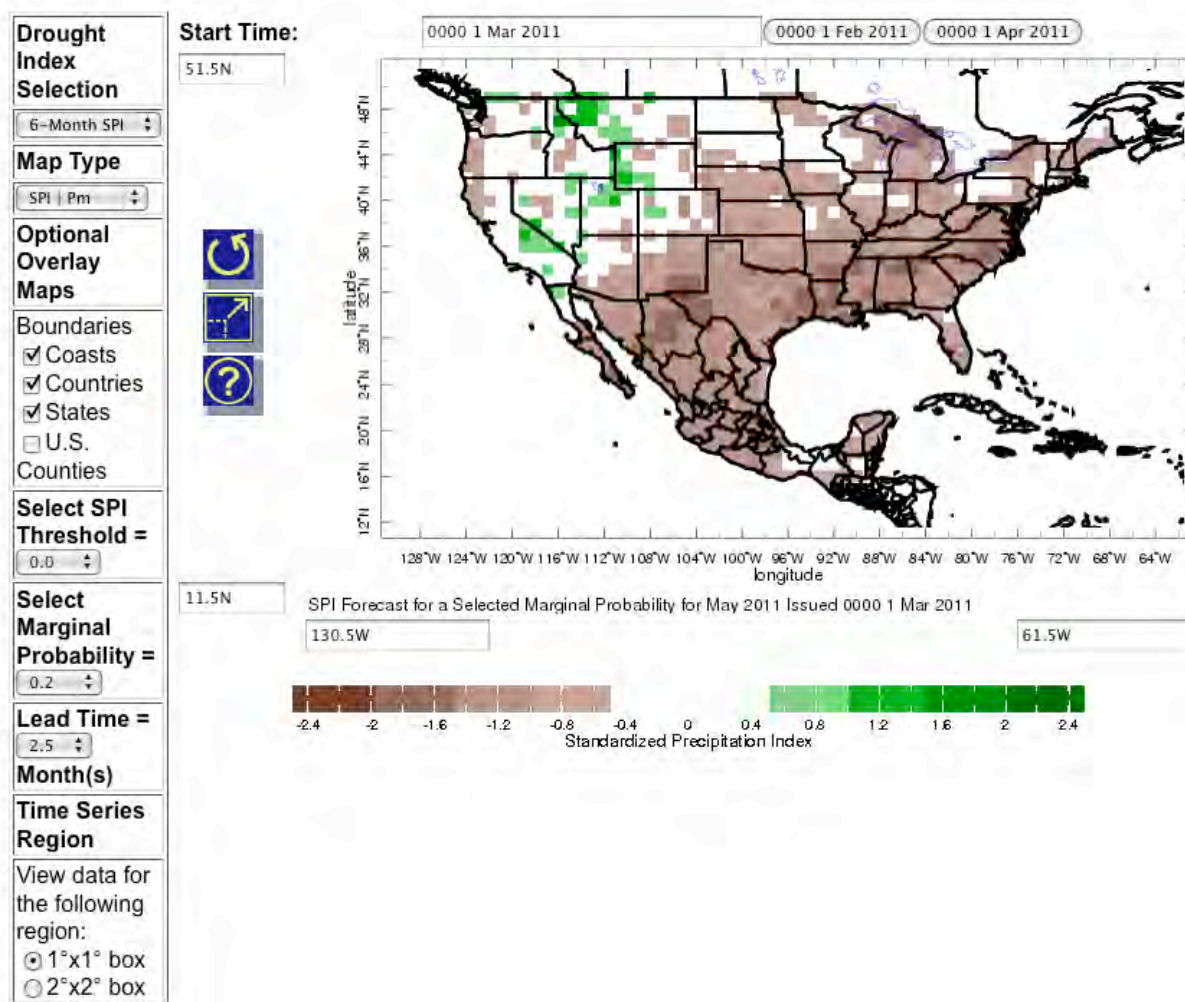 Drought
Index
Selection
6-Month SPI
Map Type
SPI | Pm
Optional
Overlay
Maps
Boundaries
Coasts
Countries
States
U.S.
Counties
Select SPI
Threshold =
0.0
Select
Marginal
Probability =
0.2
Lead Time =
2.5
Month(s)
Time Series
Region
View data for
the following
region:
1°x1° box
2°x2° box
Start Time:
0000 1 Mar 2011
0000 1 Feb 2011
0000 1 Apr 2011
51.5N
?
latitude
48°N
44°N
40°N
36°N
32°N
28°N
24°N
20°N
16°N
12°N
128°W 124°W 120°W 116°W 112°W 108°W 104°W 100°W 96°W 92°W 88°W 84°W 80°W 76°W 72°W 68°W 64°W
longitude
11.5N
SPI Forecast for a Selected Marginal Probability for May 2011 Issued 0000 1 Mar 2011
130.5W
61.5W
-2.4 -2 -1.6 -1.2 -0.8 -0.4 0 0.4 0.8 1.2 1.6 2 2.4
Standardized Precipitation Index